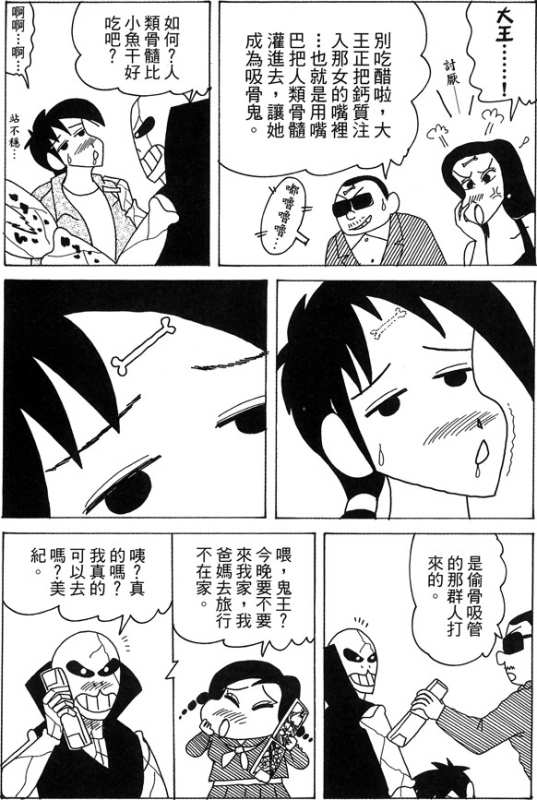 大王………！
討厭
別吃醋啦，大
王正把鈣質注
入那女的嘴裡
…也就是用嘴
巴把人類骨髓
灌進去，讓她
成為吸骨鬼。
嘟嚕嚕嚕…
如何？人
類骨髓比
小魚干好
吃吧？
啊啊…啊…
站不穩…
是偷骨吸管
的那群人打
來的。
喂，鬼王？
今晚要不要
來我家，我
爸媽去旅行
不在家。
咦？真
的嗎？
我真的
可以去
嗎？美
紀。